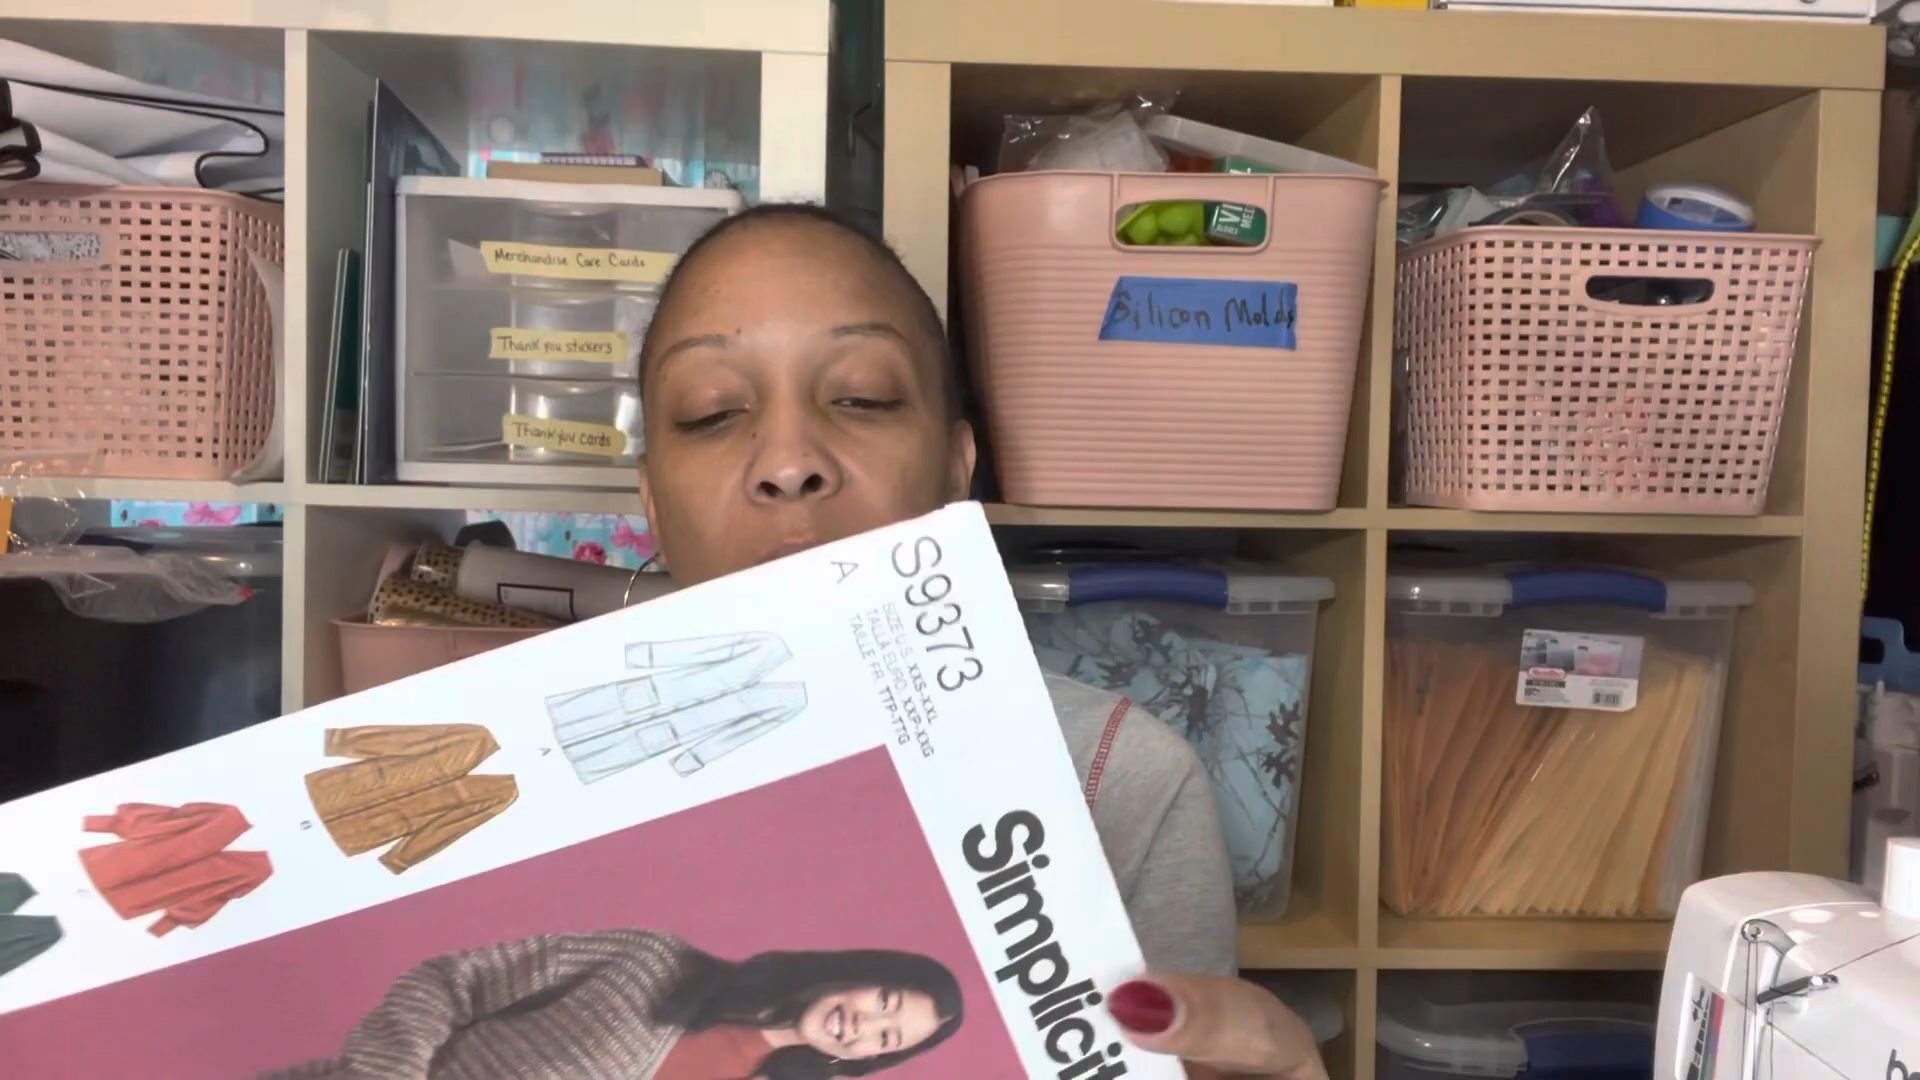 Merchandise Care Cards
Thank you stickers
Thank you cards
Silicon Molds
S9373
A
SIZE U.S. XXS-XXL
TALLA EURO. XXP-XXG
TAILLE FR. TTP-TTG
Simplicit
A
B